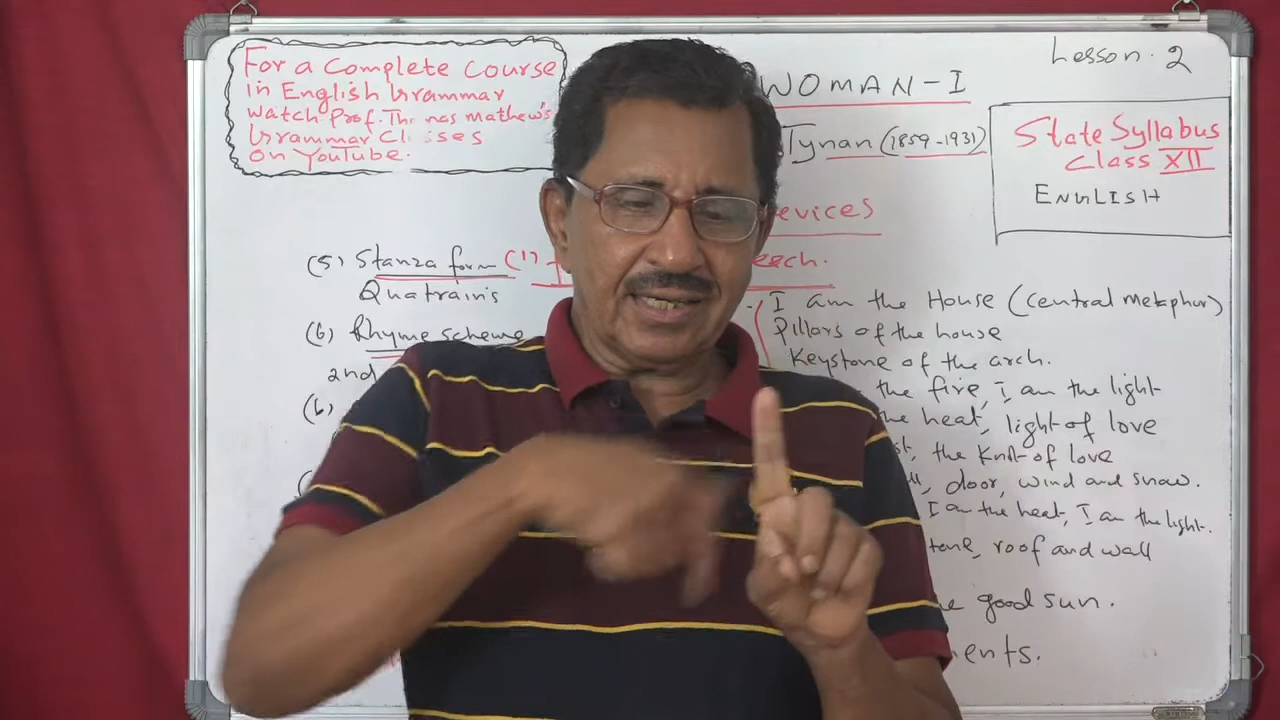 For a Complete Course
in English Grammar
Watch Prof. Thomas Mathew's
Grammar Classes
on YouTube.
Lesson. 2
WOMAN-I
Tynan (1859-1931)
State Syllabus
Class XII
ENGLISH
evices
(5) Stanza form
Quatrains
(1)
eech.
(6) Rhyme scheme
2nd
(6)
I am the House (central metaphor)
Pillars of the house
Keystone of the arch.
the fire, I am the light
the heat, light of love
st, the Knot of love
door, wind and snow.
I am the heat, I am the light.
tone, roof and wall
good sun.
ents.